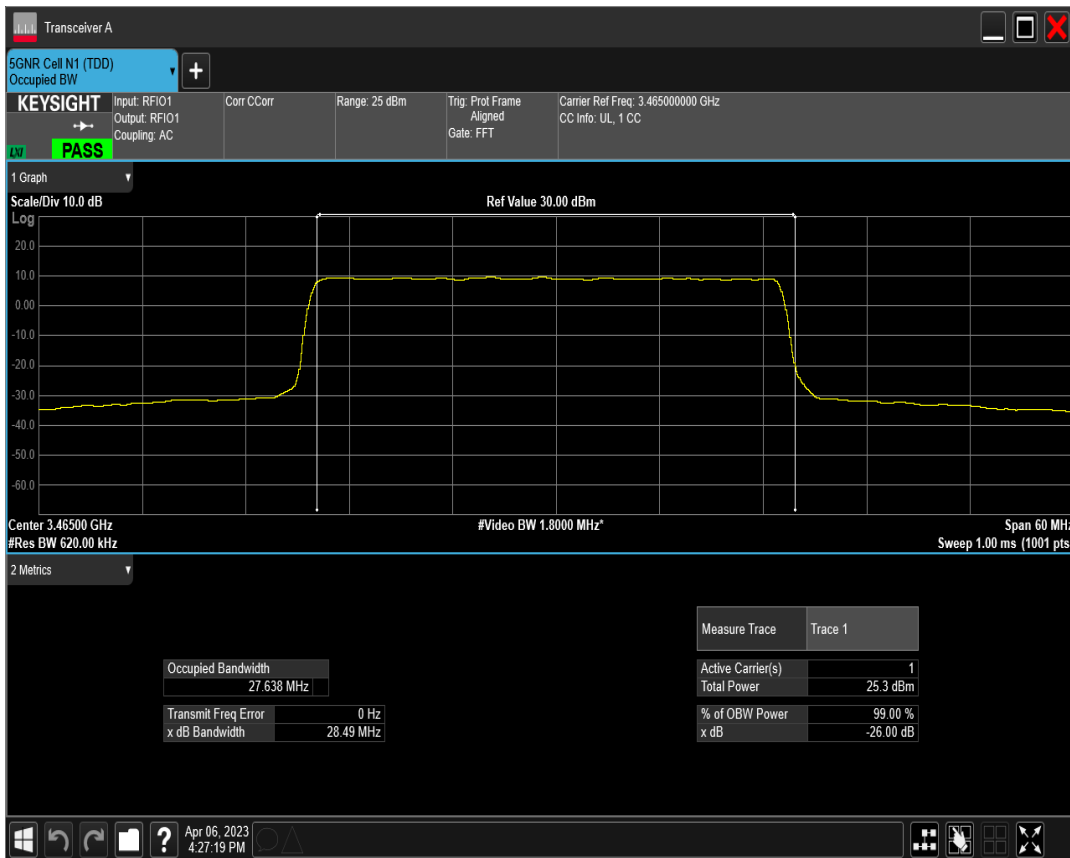 Transceiver A
5GNR Cell N1 (TDD)
Occupied BW
KEYSIGHT
LXI
PASS
Input: RFIO1
Output: RFIO1
Coupling: AC
Corr CCorr
Range: 25 dBm
Trig: Prot Frame
Aligned
Gate: FFT
Carrier Ref Freq: 3.465000000 GHz
CC Info: UL, 1 CC
1 Graph
Scale/Div 10.0 dB
Ref Value 30.00 dBm
Log
20.0
10.0
0.00
-10.0
-20.0
-30.0
-40.0
-50.0
-60.0
Center 3.46500 GHz
#Video BW 1.8000 MHz*
Span 60 MHz
#Res BW 620.00 kHz
Sweep 1.00 ms (1001 pts
2 Metrics
Measure Trace Trace 1
Occupied Bandwidth
27.638 MHz
Active Carrier(s) 1
Total Power 25.3 dBm
Transmit Freq Error 0 Hz
x dB Bandwidth 28.49 MHz
% of OBW Power 99.00 %
x dB -26.00 dB
?
Apr 06, 2023
4:27:19 PM